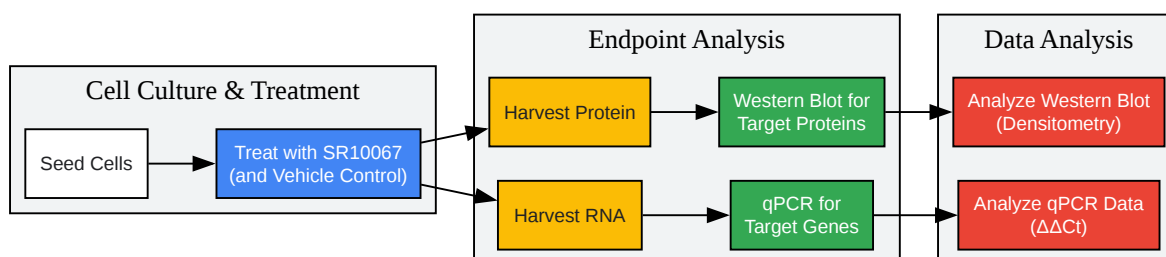 Cell Culture & Treatment
Seed Cells
Treat with SR10067
(and Vehicle Control)
Endpoint Analysis
Harvest Protein
Western Blot for
Target Proteins
Harvest RNA
qPCR for
Target Genes
Data Analysis
Analyze Western Blot
(Densitometry)
Analyze qPCR Data
(ΔΔCt)